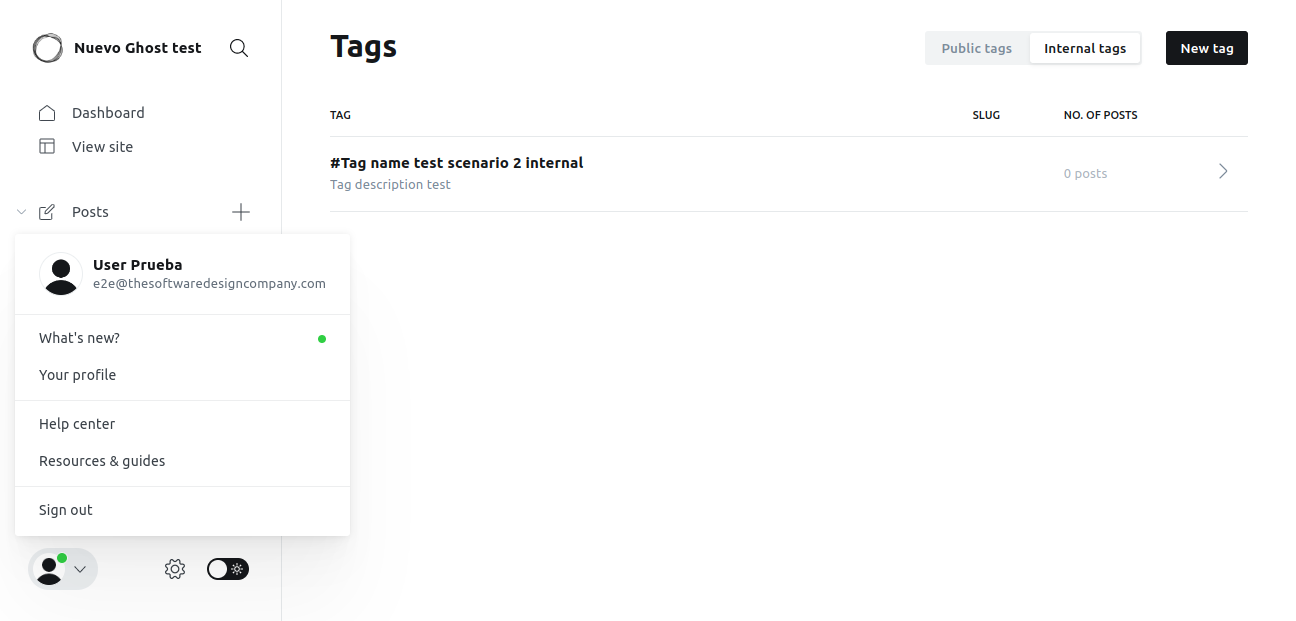 Nuevo Ghost test
Dashboard
View site
Posts
User Prueba
e2e@thesoftwaredesigncompany.com
What's new?
Your profile
Help center
Resources & guides
Sign out
Tags
Public tags
Internal tags
New tag
TAG
SLUG
NO. OF POSTS
#Tag name test scenario 2 internal
Tag description test
0 posts